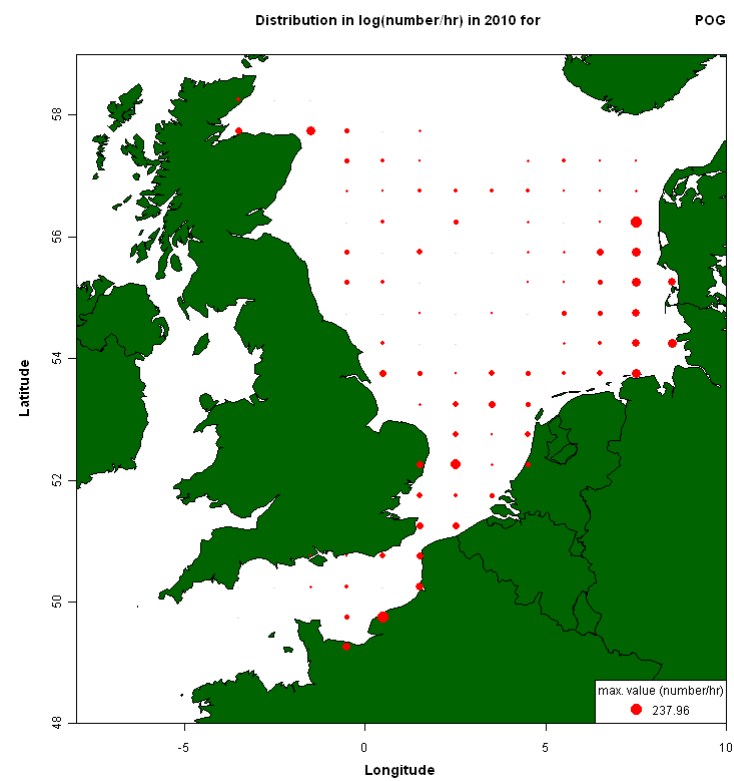 Distribution in log(number/hr) in 2010 for POG
58
56
54
52
50
48
Latitude
max. value (number/hr)
237.96
-5 0 5 10
Longitude